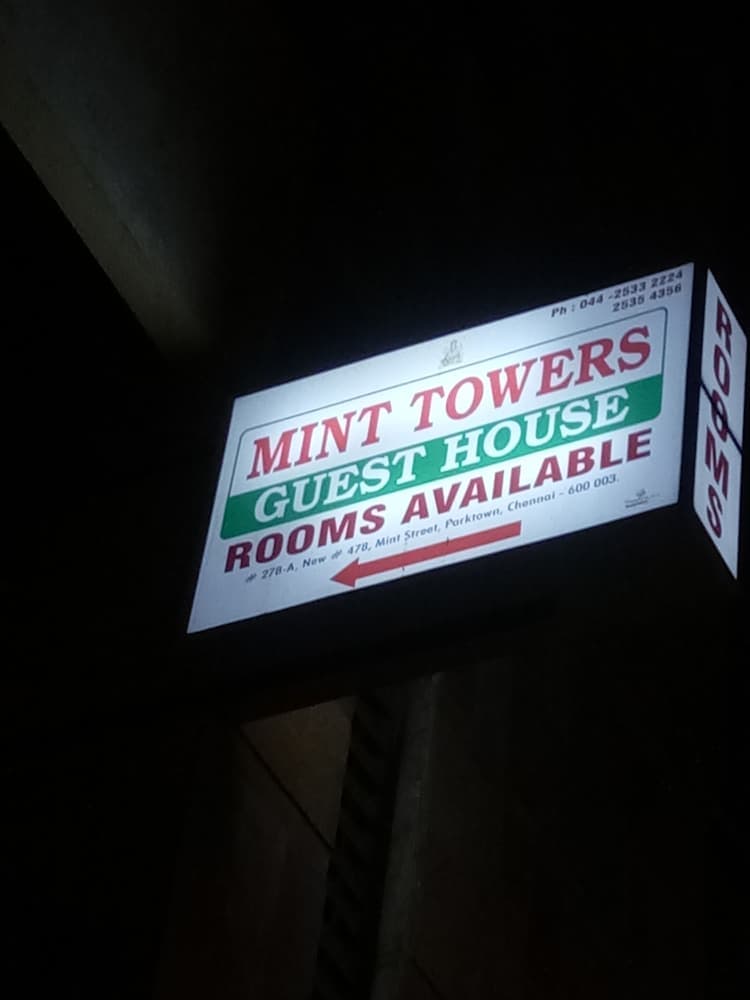 Ph : 044 -2533 2224
2535 4356
MINT TOWERS
GUEST HOUSE
ROOMS AVAILABLE
# 278-A, New # 478, Mint Street, Parktown, Chennai - 600 003.
ROOMS